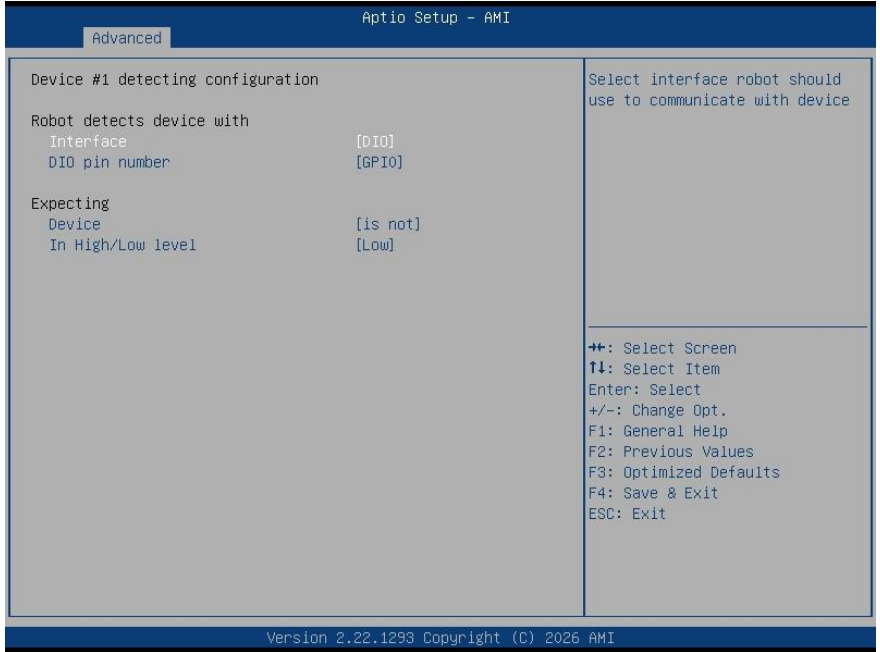 Aptio Setup – AMI
Advanced
Device #1 detecting configuration
Robot detects device with
Interface [DIO]
DIO pin number [GPI0]
Expecting
Device [is not]
In High/Low level [Low]
Select interface robot should
use to communicate with device
→←: Select Screen
↑↓: Select Item
Enter: Select
+/-: Change Opt.
F1: General Help
F2: Previous Values
F3: Optimized Defaults
F4: Save & Exit
ESC: Exit
Version 2.22.1293 Copyright (C) 2026 AMI